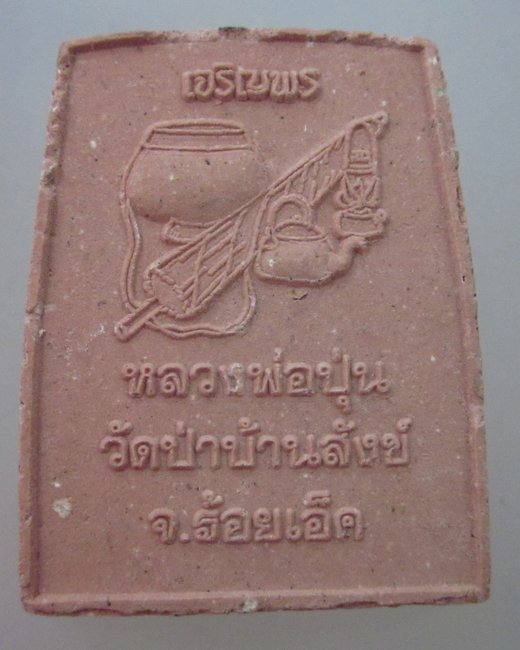 เจริญพร
หลวงพ่อปุ่น
วัดป่าบ้านสังข์
จ.ร้อยเอ็ด